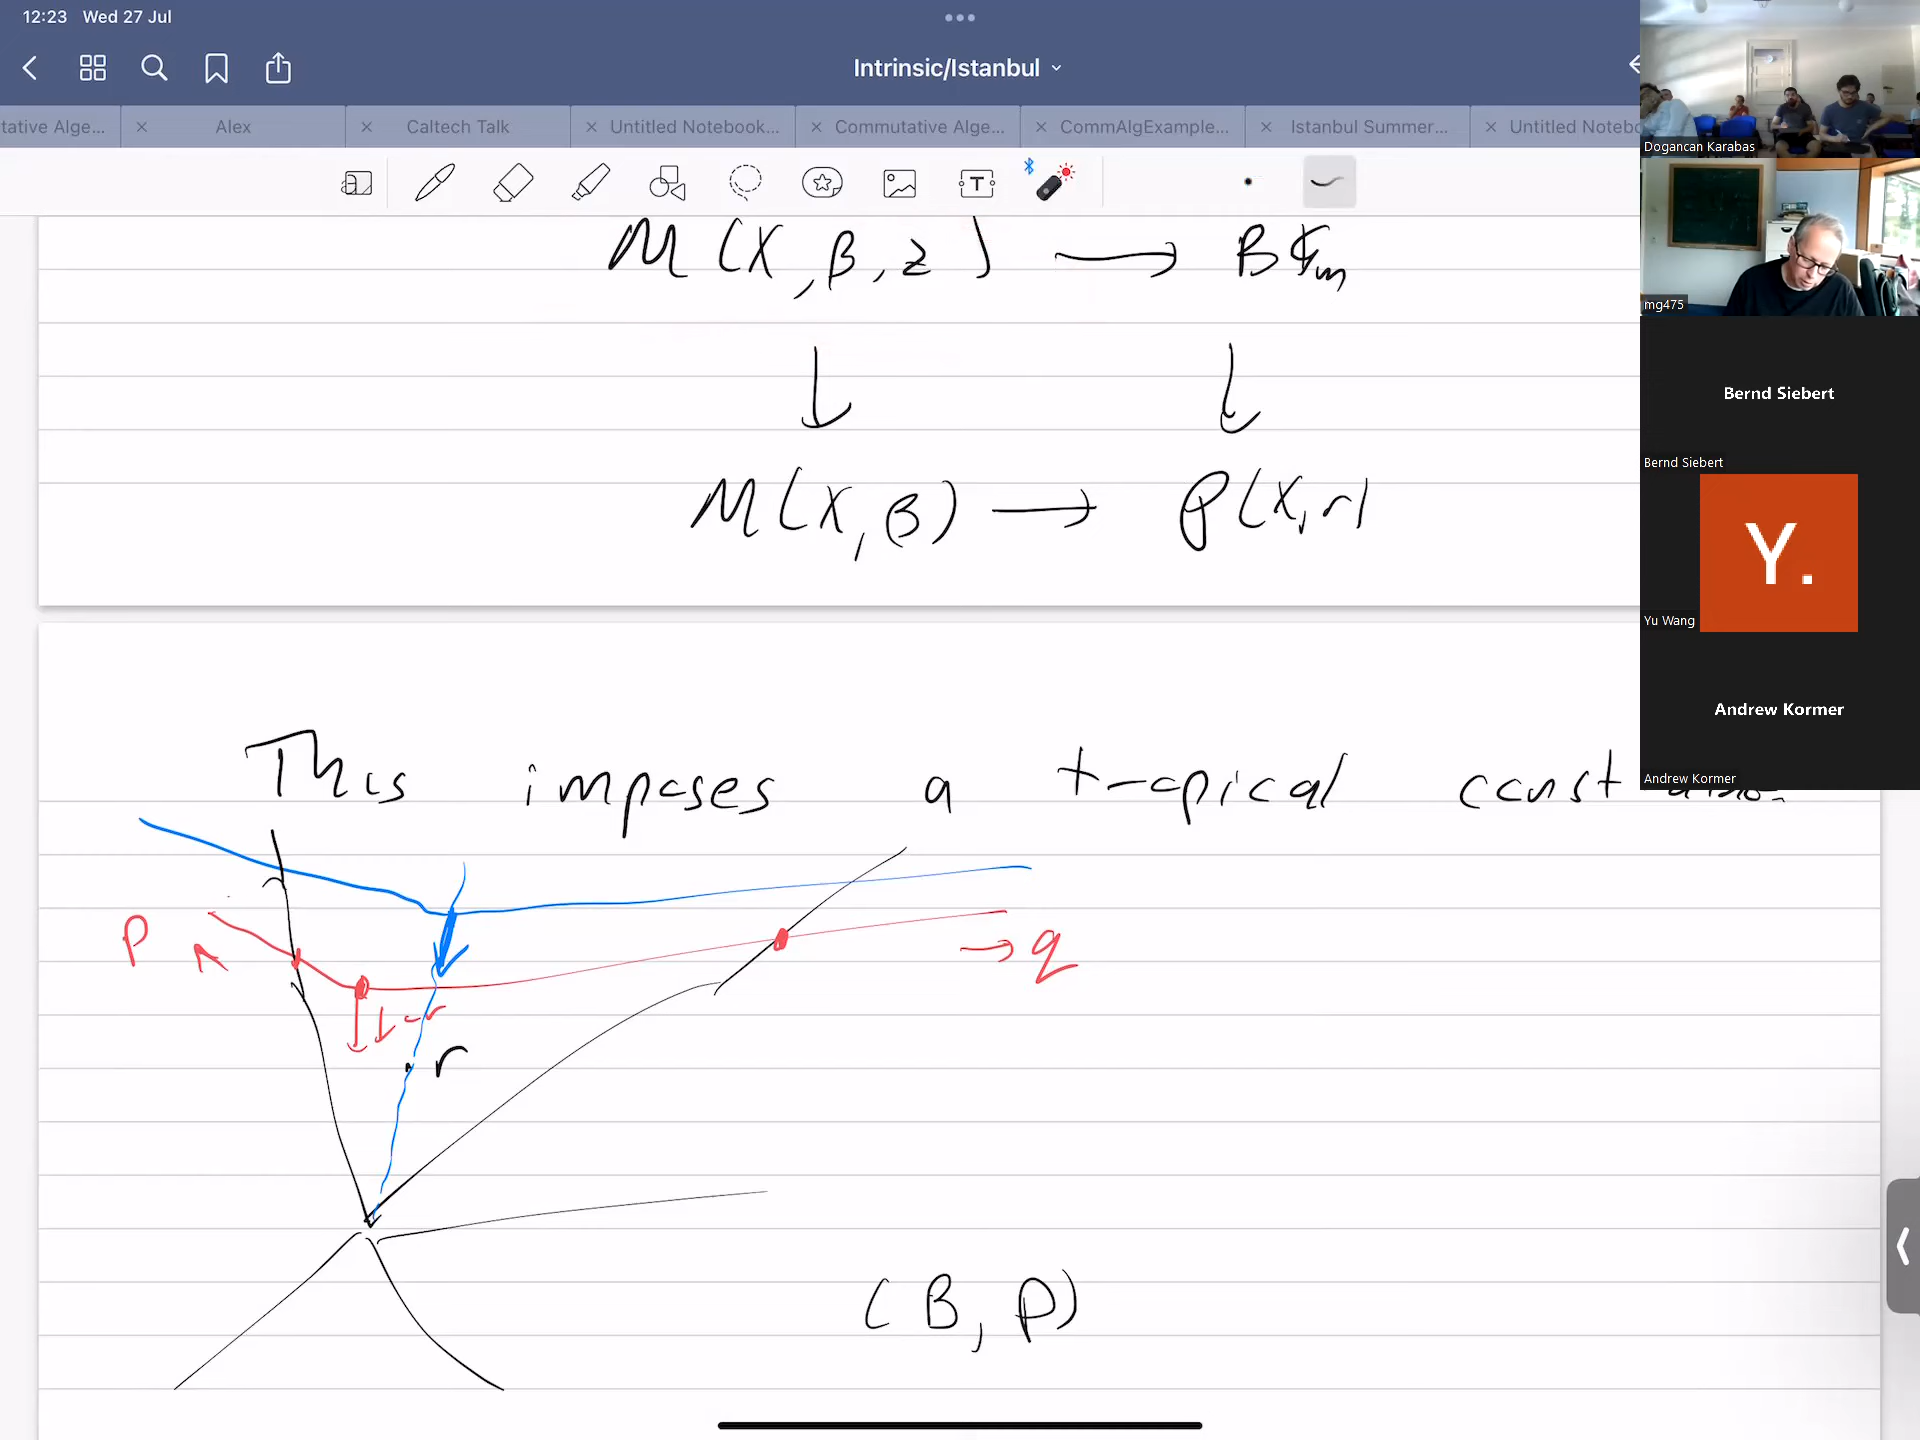 12:23 Wed 27 Jul
Intrinsic/Istanbul
tative Alge...
Alex
Caltech Talk
Untitled Notebook...
Commutative Alge...
CommAlgExample...
Istanbul Summer...
Untitled Notebo
Dogancan Karabas
mg475
Bernd Siebert
Bernd Siebert
Y.
Yu Wang
Andrew Kormer
Andrew Kormer
M(X, β, z) → B𝔾m
↓ ↓
M(X, β) → P(X, r)
This imposes a tropical const
p
→ q
-r
r
(B, P)